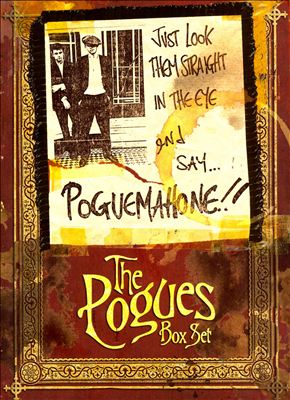 JUST LOOK
THEM STRAIGHT
IN THE EYE
and
SAY...
POGUEMAHONE!!
The
Pogues
Box Set